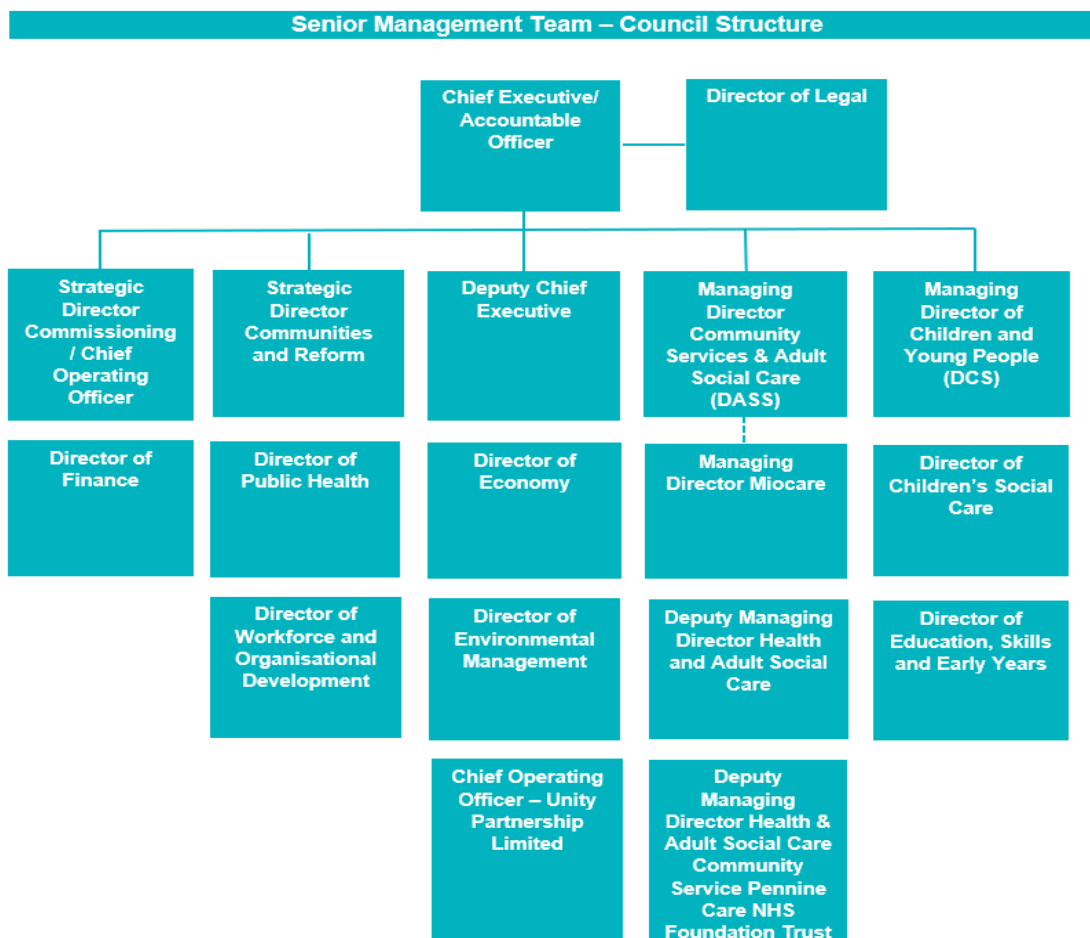 Senior Management Team – Council Structure
Chief Executive/
Accountable
Officer
Director of Legal
Strategic
Director
Commissioning
/ Chief
Operating
Officer
Strategic
Director
Communities
and Reform
Deputy Chief
Executive
Managing
Director
Community
Services & Adult
Social Care
(DASS)
Managing
Director of
Children and
Young People
(DCS)
Director of
Finance
Director of
Public Health
Director of
Economy
Managing
Director Miocare
Director of
Children’s Social
Care
Director of
Workforce and
Organisational
Development
Director of
Environmental
Management
Deputy Managing
Director Health
and Adult Social
Care
Director of
Education, Skills
and Early Years
Chief Operating
Officer – Unity
Partnership
Limited
Deputy
Managing
Director Health &
Adult Social Care
Community
Service Pennine
Care NHS
Foundation Trust